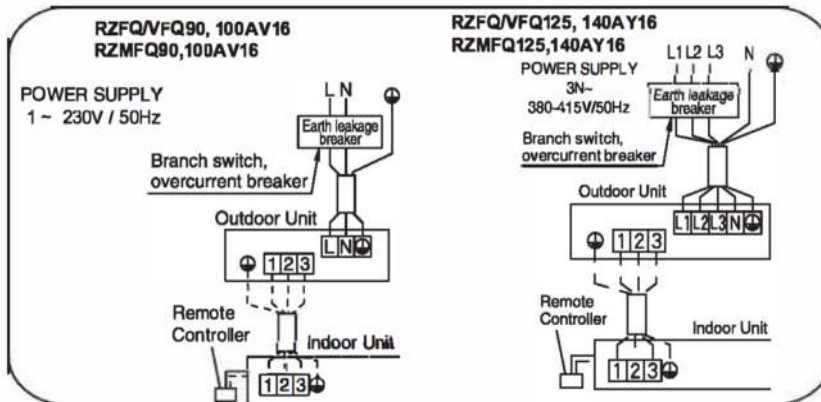 RZFQ/VFQ90, 100AV16
RZMFQ90,100AV16
POWER SUPPLY
1 ~ 230V / 50Hz
L N
Earth leakage
breaker
Branch switch,
overcurrent breaker
Outdoor Unit
L N
1 2 3
Remote
Controller
Indoor Unit
1 2 3
RZFQ/VFQ125, 140AY16
RZMFQ125,140AY16
L1 L2 L3 N
POWER SUPPLY
3N~
380-415V/50Hz
Earth leakage
breaker
Branch switch,
overcurrent breaker
Outdoor Unit
L1 L2 L3 N
1 2 3
Remote
Controller
Indoor Unit
1 2 3